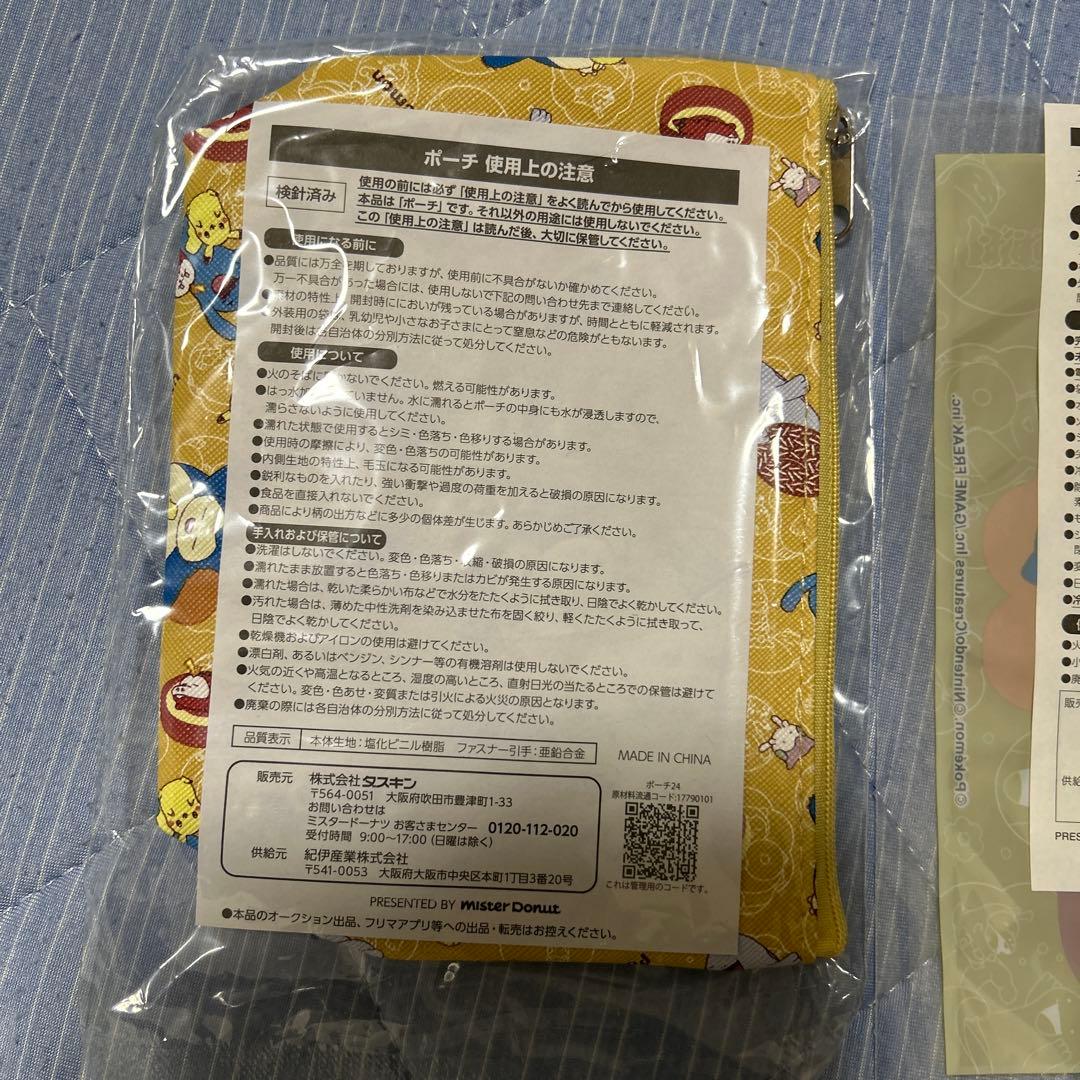 ポーチ 使用上の注意
検針済み
使用の前には必ず「使用上の注意」をよく読んでから使用してください。
本品は「ポーチ」です。それ以外の用途には使用しないでください。
この「使用上の注意」は読んだ後、大切に保管してください。
使用になる前に
●品質には万全を期しておりますが、使用前に不具合がないか確かめてください。
万一不具合があった場合には、使用しないで下記の問い合わせ先まで連絡してください。
●素材の特性上、開封時ににおいが残っている場合がありますが、時間とともに軽減されます。
外装用の袋は、乳幼児や小さなお子さまにとって窒息などの危険がともないます。
開封後は各自治体の分別方法に従って処分してください。
使用について
●火のそばに ないでください。燃える可能性があります。
●はっ水 いません。水に濡れるとポーチの中身にも水が浸透しますので、
濡らさないように使用してください。
●濡れた状態で使用するとシミ・色落ち・色移りする場合があります。
●使用時の摩擦により、変色・色落ちの可能性があります。
●内側生地の特性上、毛玉になる可能性があります。
●鋭利なものを入れたり、強い衝撃や過度の荷重を加えると破損の原因になります。
●食品を直接入れないでください。
●商品により柄の出方などに多少の個体差が生じます。あらかじめご了承ください。
手入れおよび保管について
●洗濯はしないでください。変色・色落ち・収縮・破損の原因になります。
●濡れたまま放置すると色落ち・色移りまたはカビが発生する原因になります。
●濡れた場合は、乾いた柔らかい布などで水分をたたくように拭き取り、日陰でよく乾かしてください。
●汚れた場合は、薄めた中性洗剤を染み込ませた布を固く絞り、軽くたたくように拭き取って、
日陰でよく乾かしてください。
●乾燥機およびアイロンの使用は避けてください。
●漂白剤、あるいはベンジン、シンナー等の有機溶剤は使用しないでください。
●火気の近くや高温となるところ、湿度の高いところ、直射日光の当たるところでの保管は避けて
ください。変色・色あせ・変質または引火による火災の原因となります。
●廃棄の際には各自治体の分別方法に従って処分してください。
品質表示 本体生地:塩化ビニル樹脂 ファスナー引手:亜鉛合金
MADE IN CHINA
販売元 株式会社ダスキン
〒564-0051 大阪府吹田市豊津町1-33
お問い合わせは
ミスタードーナツ お客さまセンター 0120-112-020
受付時間 9:00〜17:00 (日曜は除く)
供給元 紀伊産業株式会社
〒541-0053 大阪府大阪市中央区本町1丁目3番20号
ポーチ24
原材料流通コード:17790101
これは管理用のコードです。
PRESENTED BY mister Donut
●本品のオークション出品、フリマアプリ等への出品・転売はお控えください。
©Pokémon ©Nintendo/Creatures Inc./GAME FREAK inc.
販売
供給
PRES